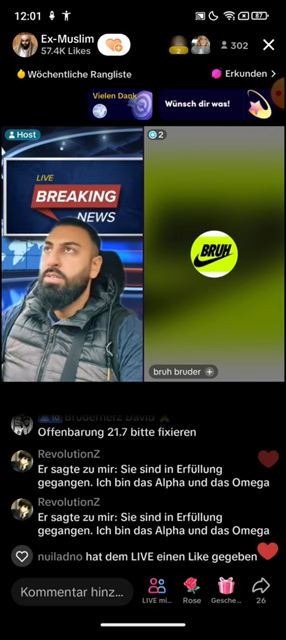 12:01
87
Ex-Muslim
57.4K Likes
2
302
Wöchentliche Rangliste
Erkunden >
Vielen Dank
Wünsch dir was!
Host
2
LIVE
BREAKING
NEWS
BRUH
bruh bruder +
Bruderherz David
Offenbarung 21.7 bitte fixieren
RevolutionZ
Er sagte zu mir: Sie sind in Erfüllung
gegangen. Ich bin das Alpha und das Omega
RevolutionZ
Er sagte zu mir: Sie sind in Erfüllung
gegangen. Ich bin das Alpha und das Omega
nuiladno hat dem LIVE einen Like gegeben
Kommentar hinz...
LIVE mi...
Rose
Gesche...
26